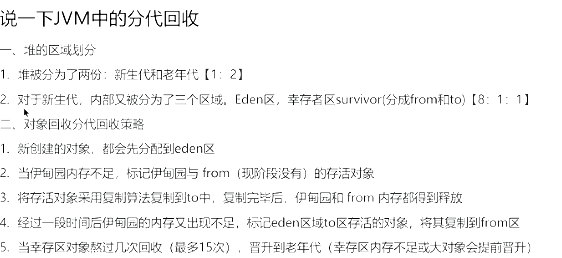 说一下JVM中的分代回收
一、堆的区域划分
1. 堆被分为了两份：新生代和老年代【1：2】
2. 对于新生代，内部又被分为了三个区域。Eden区，幸存者区survivor(分成from和to)【8：1：1】
二、对象回收分代回收策略
1. 新创建的对象，都会先分配到eden区
2. 当伊甸园内存不足，标记伊甸园与 from（现阶段没有）的存活对象
3. 将存活对象采用复制算法复制到to中，复制完毕后，伊甸园和 from 内存都得到释放
4. 经过一段时间后伊甸园的内存又出现不足，标记eden区域to区存活的对象，将其复制到from区
5. 当幸存区对象熬过几次回收（最多15次），晋升到老年代（幸存区内存不足或大对象会提前晋升）